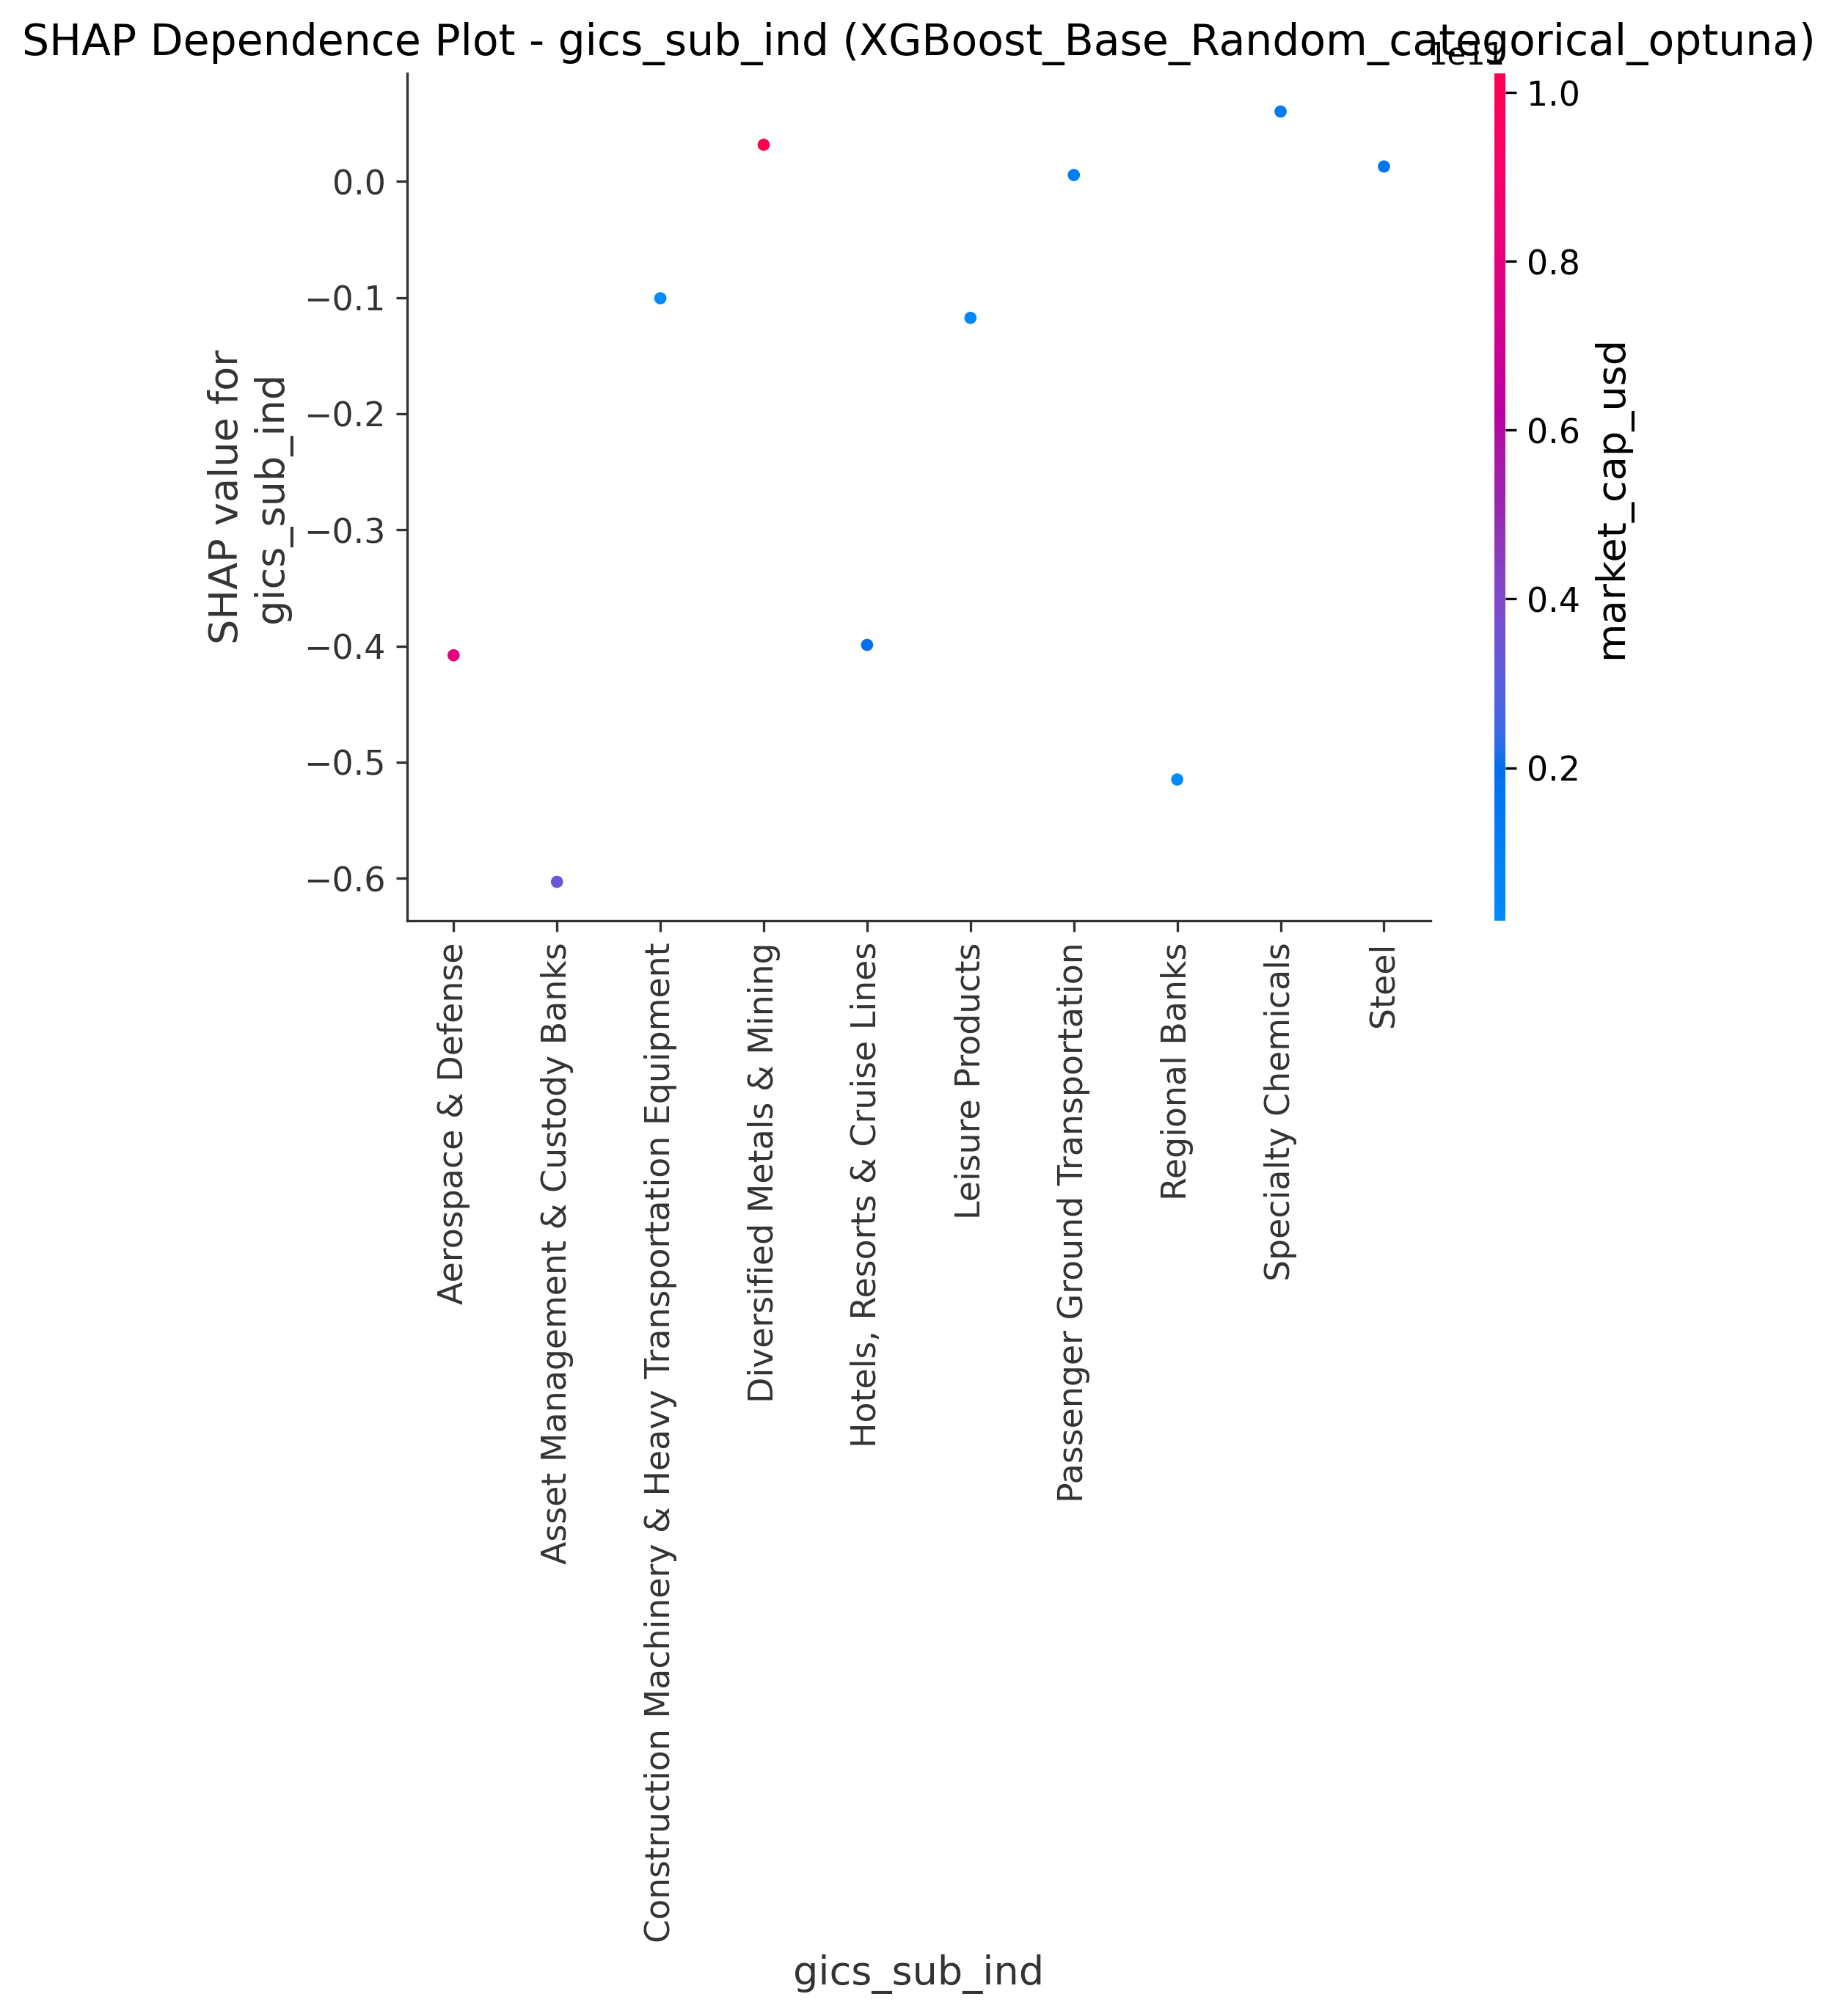 SHAP Dependence Plot - gics_sub_ind (XGBoost_Base_Random_categorical_optuna)
1e11
0.0
−0.1
−0.2
−0.3
−0.4
−0.5
−0.6
SHAP value for
gics_sub_ind
1.0
0.8
0.6
0.4
0.2
market_cap_usd
Aerospace & Defense
Asset Management & Custody Banks
Construction Machinery & Heavy Transportation Equipment
Diversified Metals & Mining
Hotels, Resorts & Cruise Lines
Leisure Products
Passenger Ground Transportation
Regional Banks
Specialty Chemicals
Steel
gics_sub_ind